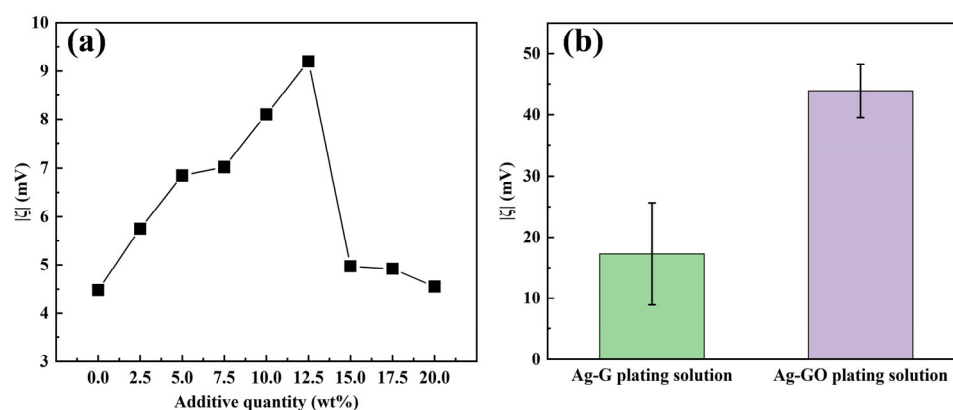 (a)
10
9
8
7
6
5
4
3
|ζ| (mV)
0.0 2.5 5.0 7.5 10.0 12.5 15.0 17.5 20.0
Additive quantity (wt%)
(b)
50
40
30
20
10
0
|ζ| (mV)
Ag-G plating solution Ag-GO plating solution